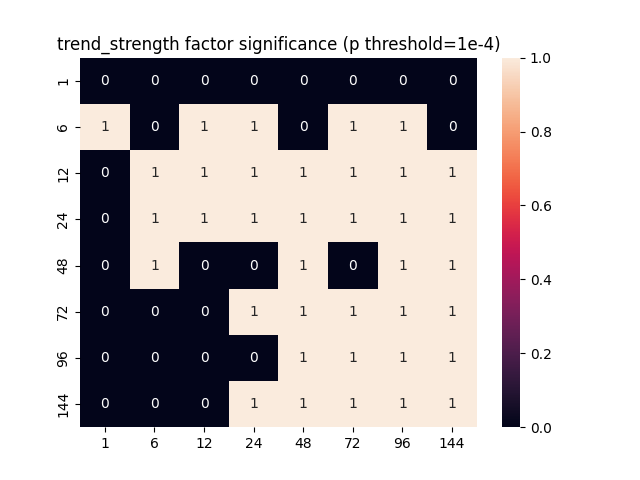 trend_strength factor significance (p threshold=1e-4)
1 0 0 0 0 0 0 0 0
6 1 0 1 1 0 1 1 0
12 0 1 1 1 1 1 1 1
24 0 1 1 1 1 1 1 1
48 0 1 0 0 1 0 1 1
72 0 0 0 1 1 1 1 1
96 0 0 0 0 1 1 1 1
144 0 0 0 1 1 1 1 1
1 6 12 24 48 72 96 144
1.0
0.8
0.6
0.4
0.2
0.0